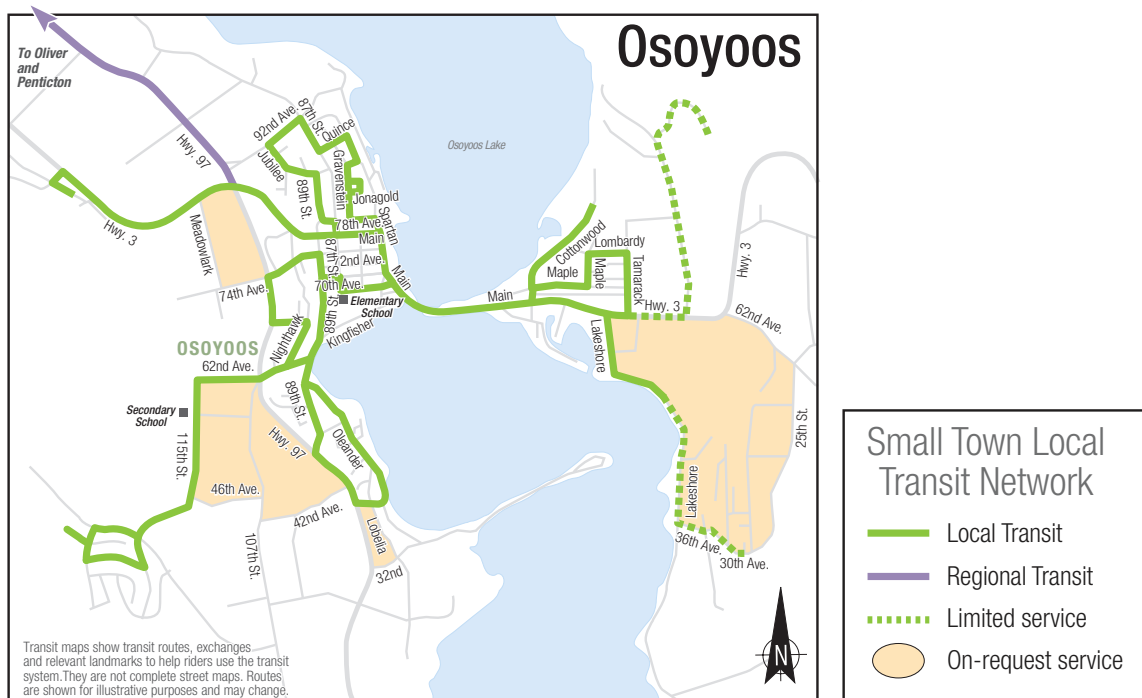 Osoyoos
To Oliver
and
Penticton
Hwy. 97
92nd Ave.
87th St.
Quince
Jubilee
Gravenstein
89th St.
Jonagold
Spartan
78th Ave.
Main
Osoyoos Lake
Hwy. 3
Meadowlark
87th St.
72nd Ave.
Main
70th Ave.
74th Ave.
Elementary
School
89th St.
Kingfisher
Nighthawk
OSOYOOS
62nd Ave.
Cottonwood
Lombardy
Maple
Maple
Tamarack
Main
Hwy. 3
Hwy. 3
62nd Ave.
Lakeshore
25th St.
Secondary
School
115th St.
89th St.
Oleander
Hwy. 97
46th Ave.
42nd Ave.
Lobelia
107th St.
32nd
Lakeshore
36th Ave.
30th Ave.
N
Transit maps show transit routes, exchanges
and relevant landmarks to help riders use the transit
system.They are not complete street maps. Routes
are shown for illustrative purposes and may change.
Small Town Local
Transit Network
Local Transit
Regional Transit
Limited service
On-request service